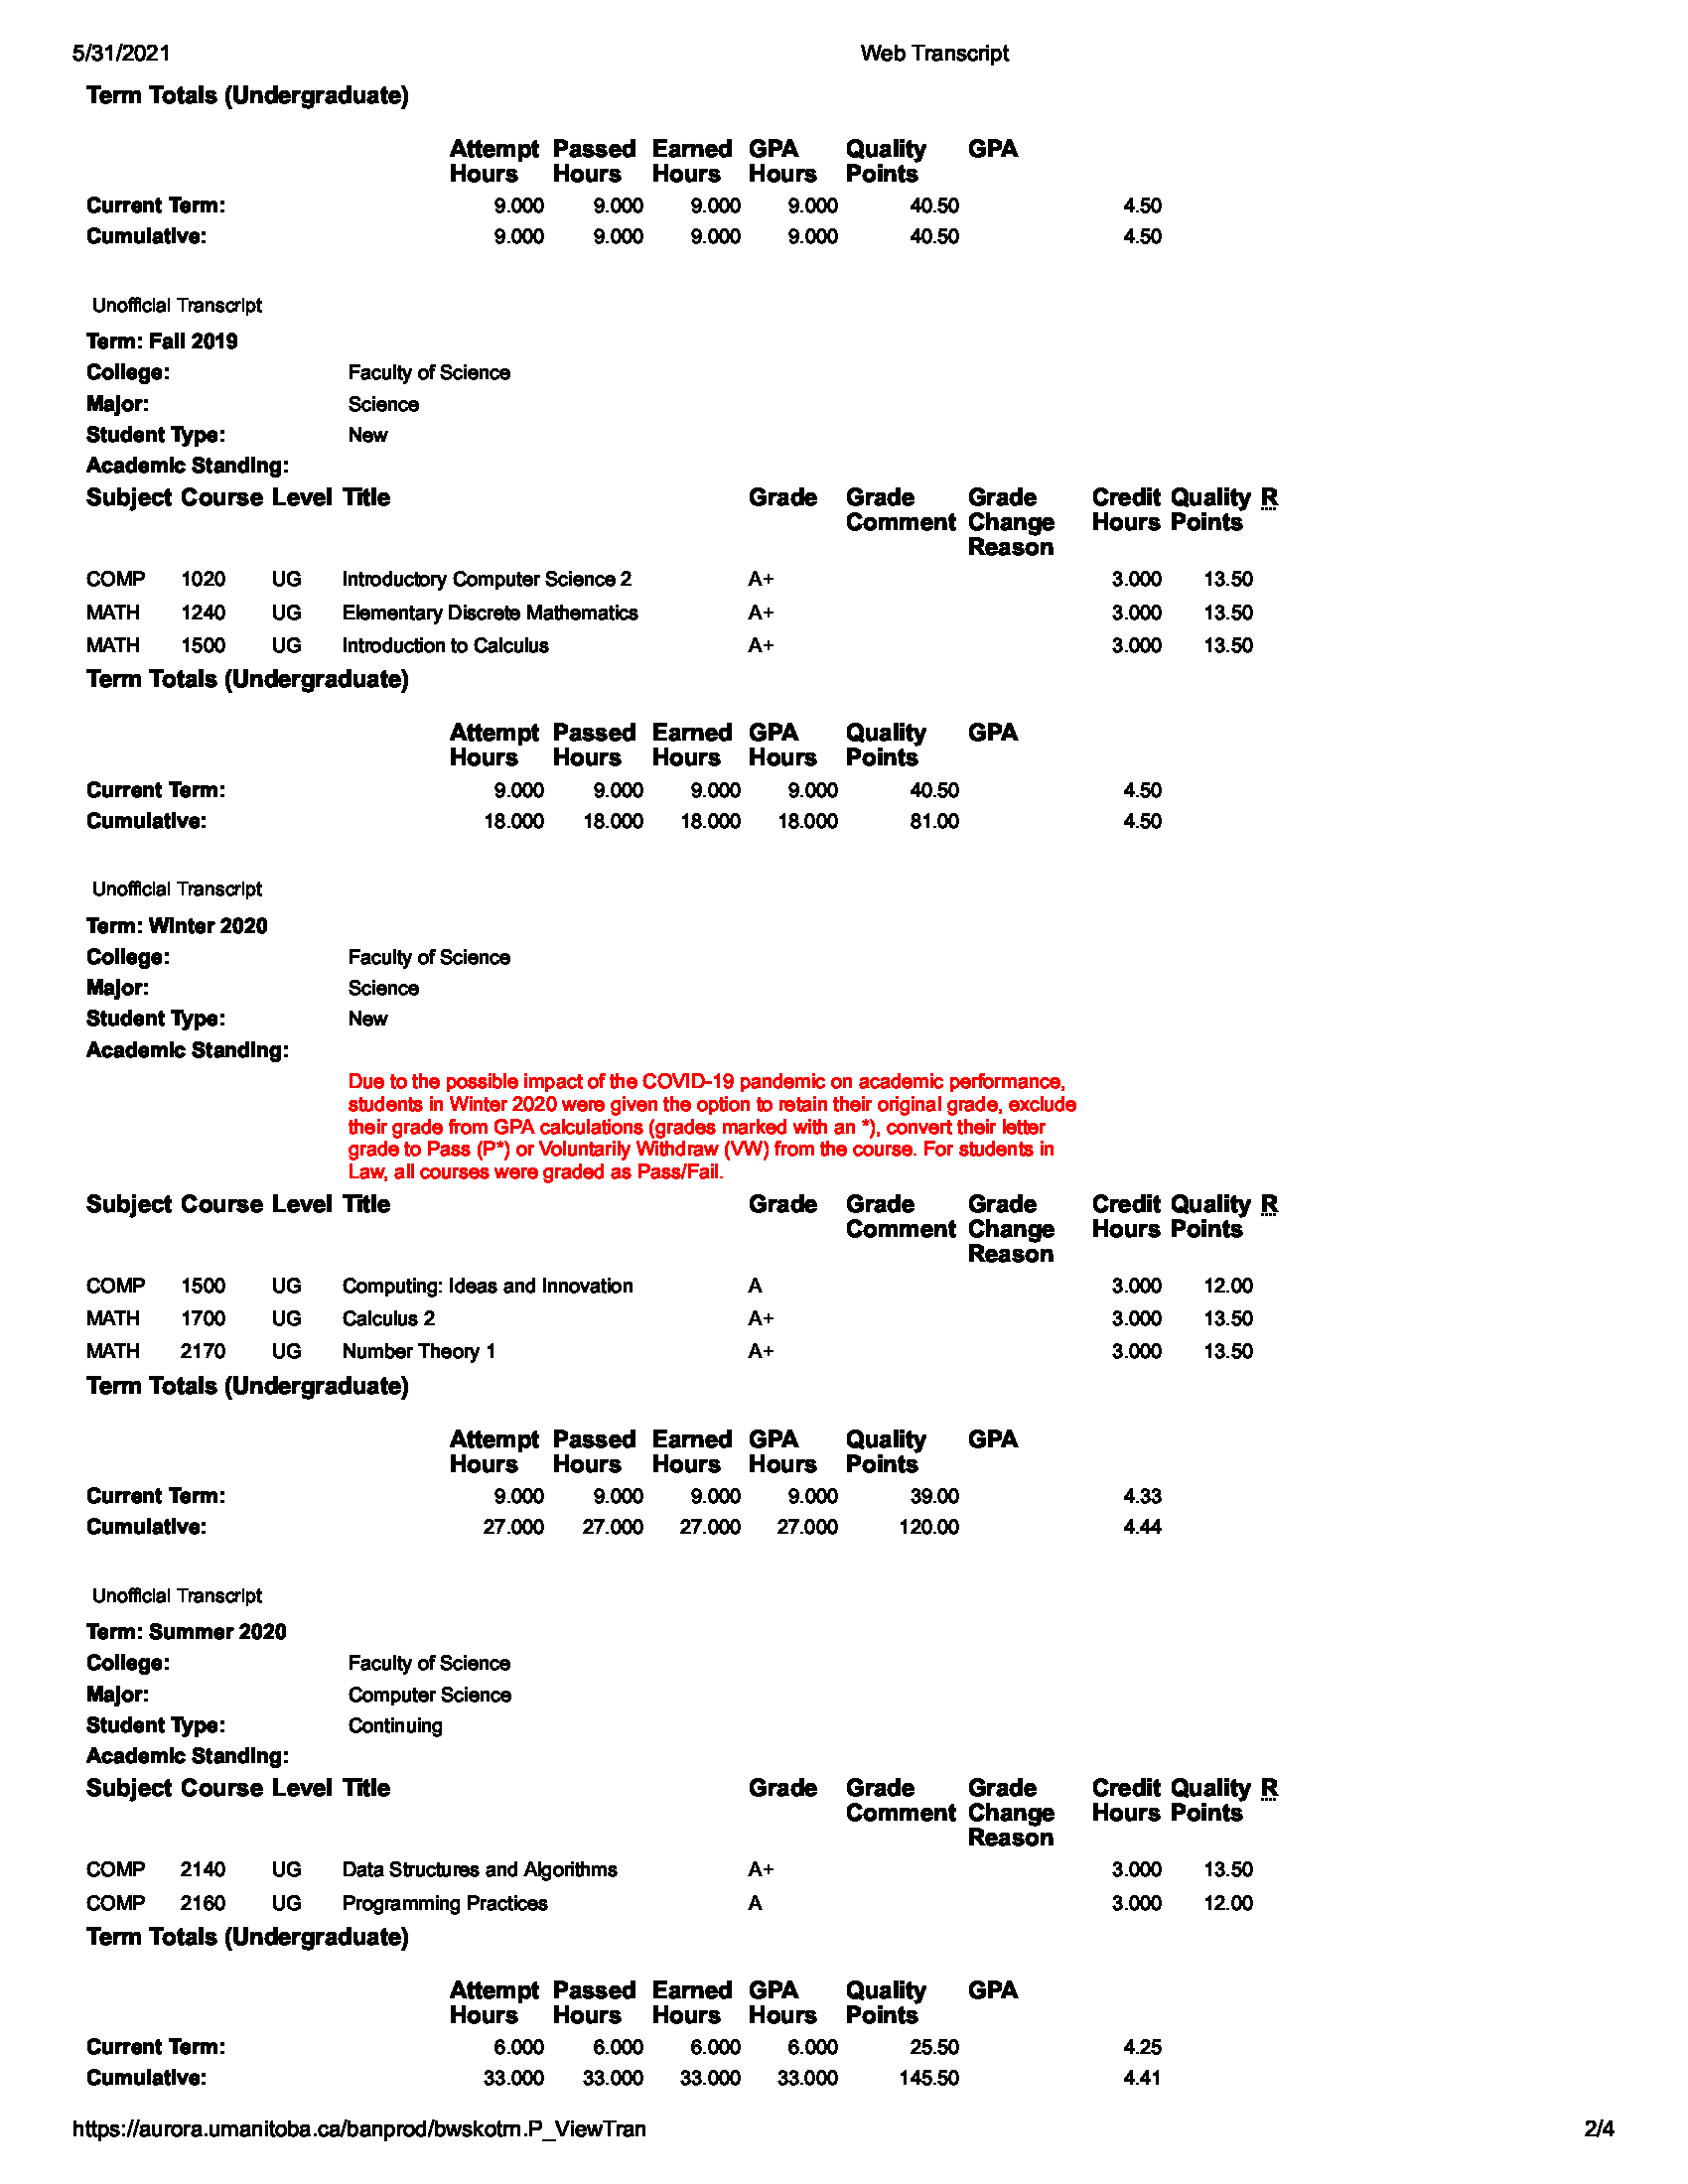 5/31/2021 Web Transcript
Term Totals (Undergraduate)
Attempt Passed Earned GPA Quality GPA
Hours Hours Hours Hours Points
Current Term: 9.000 9.000 9.000 9.000 40.50 4.50
Cumulative: 9.000 9.000 9.000 9.000 40.50 4.50
Unofficial Transcript
Term: Fall 2019
College: Faculty of Science
Major: Science
Student Type: New
Academic Standing:
Subject Course Level Title Grade Grade Grade Credit Quality R
Comment Change Hours Points
Reason
COMP 1020 UG Introductory Computer Science 2 A+ 3.000 13.50
MATH 1240 UG Elementary Discrete Mathematics A+ 3.000 13.50
MATH 1500 UG Introduction to Calculus A+ 3.000 13.50
Term Totals (Undergraduate)
Attempt Passed Earned GPA Quality GPA
Hours Hours Hours Hours Points
Current Term: 9.000 9.000 9.000 9.000 40.50 4.50
Cumulative: 18.000 18.000 18.000 18.000 81.00 4.50
Unofficial Transcript
Term: Winter 2020
College: Faculty of Science
Major: Science
Student Type: New
Academic Standing:
Due to the possible impact of the COVID-19 pandemic on academic performance,
students in Winter 2020 were given the option to retain their original grade, exclude
their grade from GPA calculations (grades marked with an *), convert their letter
grade to Pass (P*) or Voluntarily Withdraw (VW) from the course. For students in
Law, all courses were graded as Pass/Fail.
Subject Course Level Title Grade Grade Grade Credit Quality R
Comment Change Hours Points
Reason
COMP 1500 UG Computing: Ideas and Innovation A 3.000 12.00
MATH 1700 UG Calculus 2 A+ 3.000 13.50
MATH 2170 UG Number Theory 1 A+ 3.000 13.50
Term Totals (Undergraduate)
Attempt Passed Earned GPA Quality GPA
Hours Hours Hours Hours Points
Current Term: 9.000 9.000 9.000 9.000 39.00 4.33
Cumulative: 27.000 27.000 27.000 27.000 120.00 4.44
Unofficial Transcript
Term: Summer 2020
College: Faculty of Science
Major: Computer Science
Student Type: Continuing
Academic Standing:
Subject Course Level Title Grade Grade Grade Credit Quality R
Comment Change Hours Points
Reason
COMP 2140 UG Data Structures and Algorithms A+ 3.000 13.50
COMP 2160 UG Programming Practices A 3.000 12.00
Term Totals (Undergraduate)
Attempt Passed Earned GPA Quality GPA
Hours Hours Hours Hours Points
Current Term: 6.000 6.000 6.000 6.000 25.50 4.25
Cumulative: 33.000 33.000 33.000 33.000 145.50 4.41
https://aurora.umanitoba.ca/banprod/bwskotrn.P_ViewTran 2/4